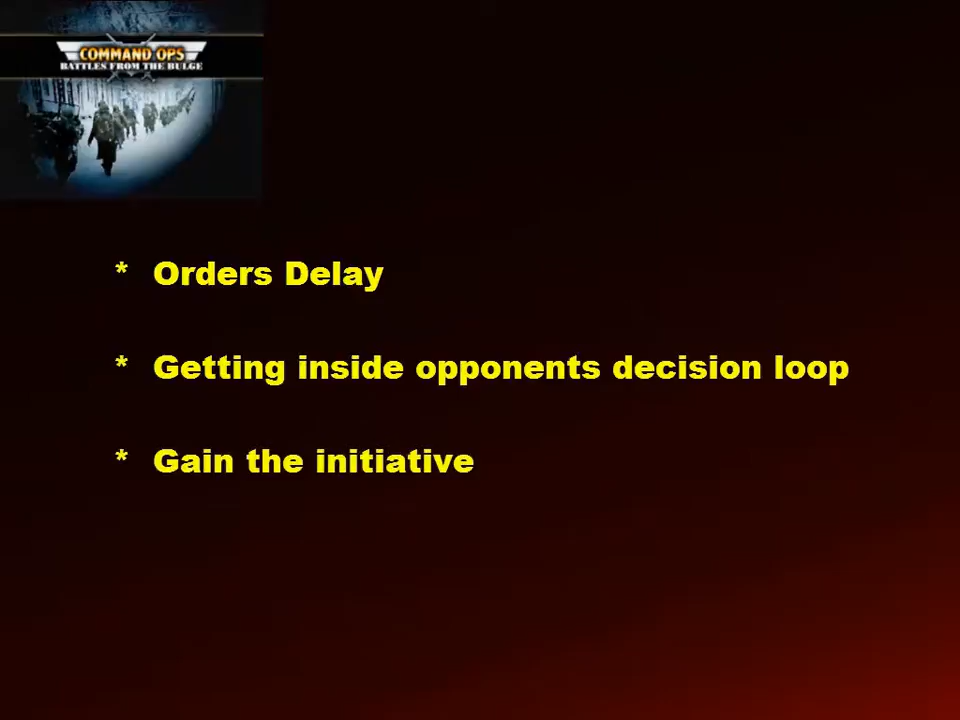 COMMAND OPS
BATTLES FROM THE BULGE
* Orders Delay
* Getting inside opponents decision loop
* Gain the initiative